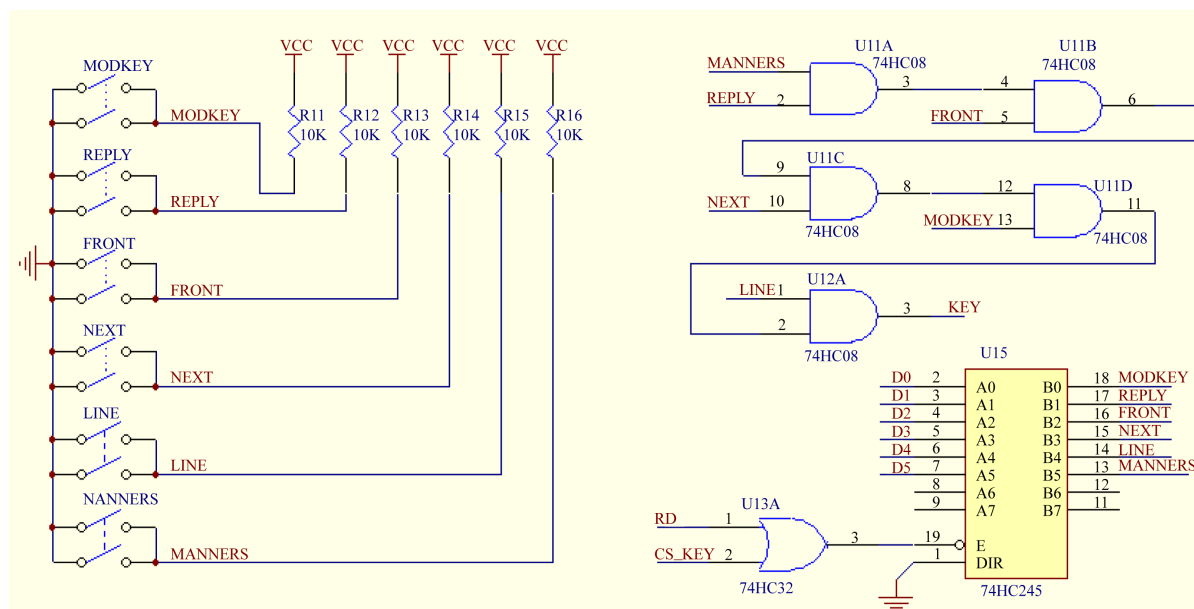 VCC VCC VCC VCC VCC VCC
MODKEY
MODKEY
R11 R12 R13 R14 R15 R16
10K 10K 10K 10K 10K 10K
REPLY
REPLY
FRONT
FRONT
NEXT
NEXT
LINE
LINE
NANNERS
MANNERS
U11A
74HC08
MANNERS
REPLY 2
3
U11B
74HC08
4
FRONT 5
6
U11C
9
NEXT 10
8
74HC08
U11D
12
MODKEY 13
11
74HC08
U12A
LINE 1
2
3 KEY
74HC08
U15
D0 2 A0 B0 18 MODKEY
D1 3 A1 B1 17 REPLY
D2 4 A2 B2 16 FRONT
D3 5 A3 B3 15 NEXT
D4 6 A4 B4 14 LINE
D5 7 A5 B5 13 MANNERS
8 A6 B6 12
9 A7 B7 11
19 E
1 DIR
74HC245
U13A
RD 1
CS_KEY 2
3
74HC32